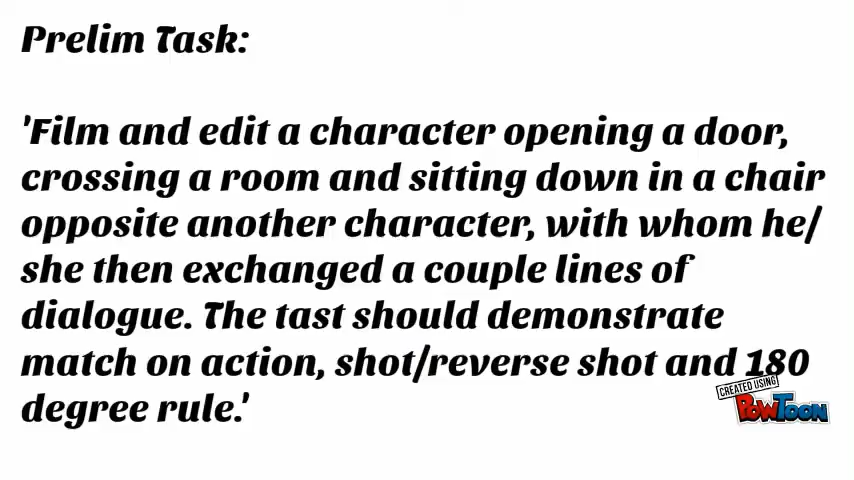 Prelim Task:
'Film and edit a character opening a door,
crossing a room and sitting down in a chair
opposite another character, with whom he/
she then exchanged a couple lines of
dialogue. The tast should demonstrate
match on action, shot/reverse shot and 180
degree rule.'
CREATED USING
PowToon